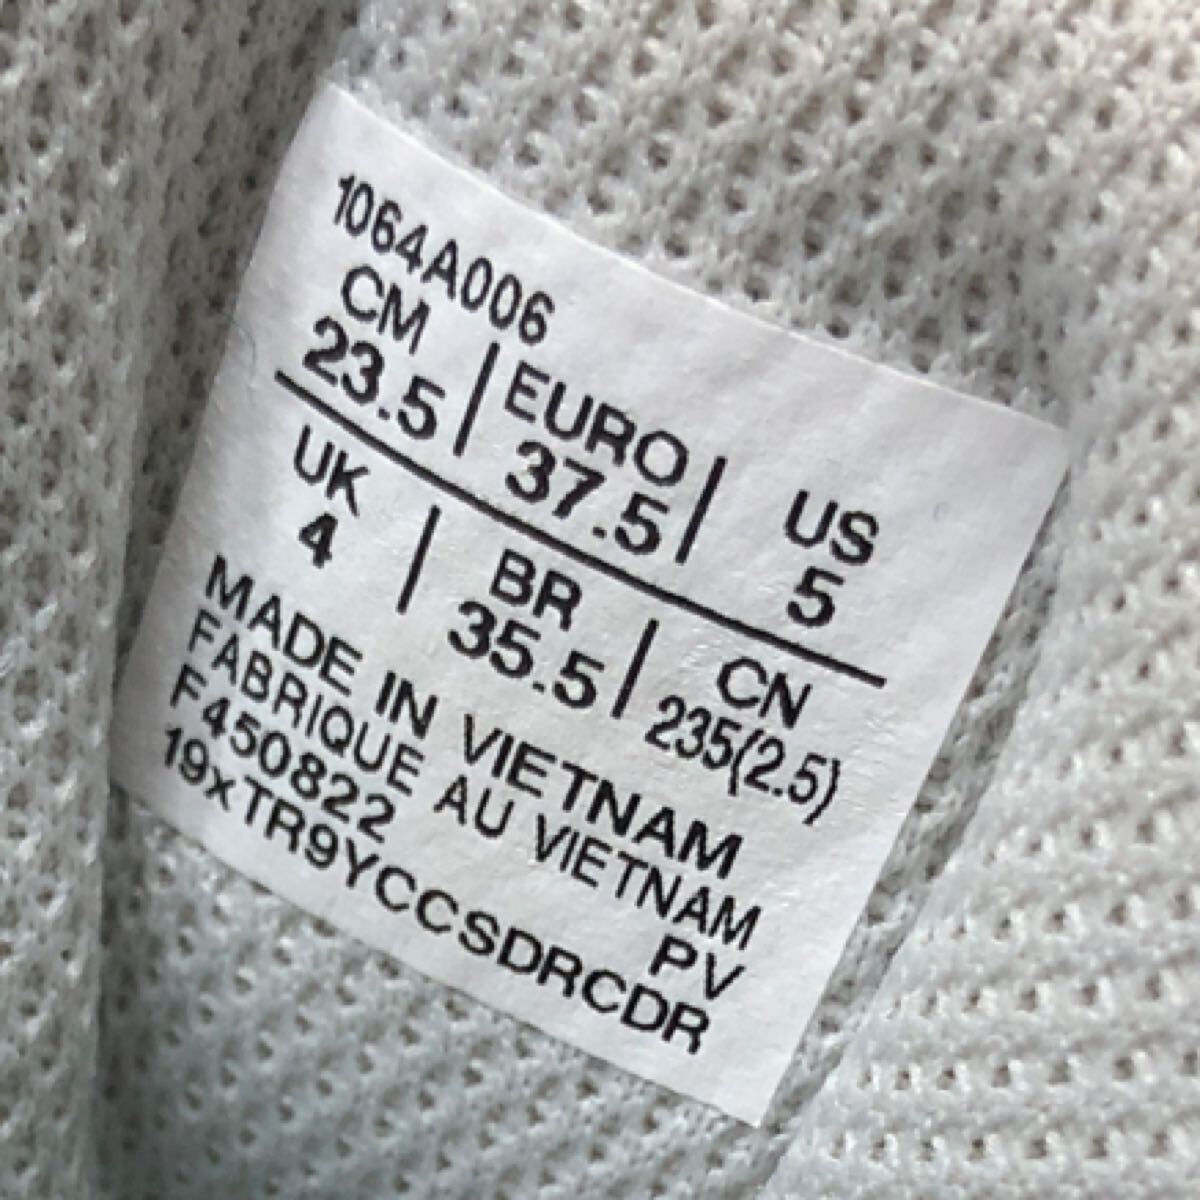 1064A006
CM | EURO | US
23.5 | 37.5 | 5
UK | BR | CN
4 | 35.5 | 235(2.5)
MADE IN VIETNAM
FABRIQUE AU VIETNAM
F450822 PV
19xTR9YCCSDRCDR